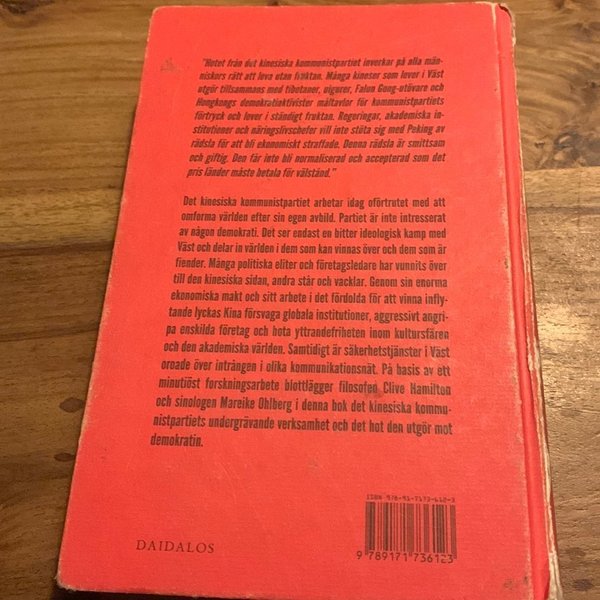 "Hotet från det kinesiska kommunistpartiet inverkar på alla män-
niskors rätt att leva utan fruktan. Många kineser som lever i Väst
utgör tillsammans med tibetaner, uigurer, Falun Gong-utövare och
Hongkongs demokratiaktivister måltavlor för kommunistpartiets
förtryck och lever i ständigt fruktan. Regeringar, akademiska in-
stitutioner och näringslivschefer vill inte stöta sig med Peking av
rädsla för att bli ekonomiskt straffade. Denna rädsla är smittsam
och giftig. Den får inte bli normaliserad och accepterad som det
pris länder måste betala för välstånd."
Det kinesiska kommunistpartiet arbetar idag oförtrutet med att
omforma världen efter sin egen avbild. Partiet är inte intresserat
av någon demokrati. Det ser endast en bitter ideologisk kamp med
Väst och delar in världen i dem som kan vinnas över och dem som är
fiender. Många politiska eliter och företagsledare har vunnits över
till den kinesiska sidan, andra står och vacklar. Genom sin enorma
ekonomiska makt och sitt arbete i det fördolda för att vinna infly-
tande lyckas Kina försvaga globala institutioner, aggressivt angri-
pa enskilda företag och hota yttrandefriheten inom kultursfären
och den akademiska världen. Samtidigt är säkerhetstjänster i Väst
oroade över intrången i olika kommunikationsnät. På basis av ett
minutiöst forskningsarbete blottlägger filosofen Clive Hamilton
och sinologen Mareike Ohlberg i denna bok det kinesiska kommu-
nistpartiets undergrävande verksamhet och det hot den utgör mot
demokratin.
ISBN 978-91-7173-612-3
9 789171 736123
DAIDALOS